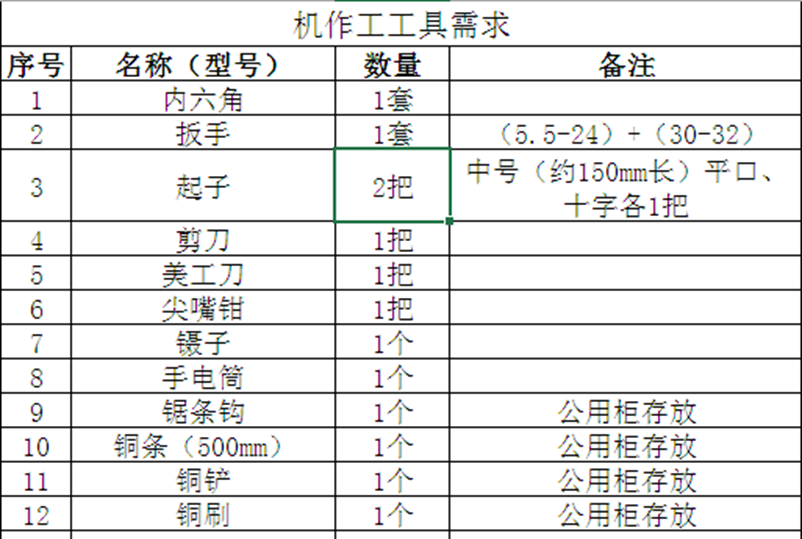 机作工工具需求
序号 名称（型号） 数量 备注
1 内六角 1套
2 扳手 1套 （5.5-24）+（30-32）
3 起子 2把 中号（约150mm长）平口、
十字各1把
4 剪刀 1把
5 美工刀 1把
6 尖嘴钳 1把
7 镊子 1个
8 手电筒 1个
9 锯条钩 1个 公用柜存放
10 铜条（500mm） 1个 公用柜存放
11 铜铲 1个 公用柜存放
12 铜刷 1个 公用柜存放